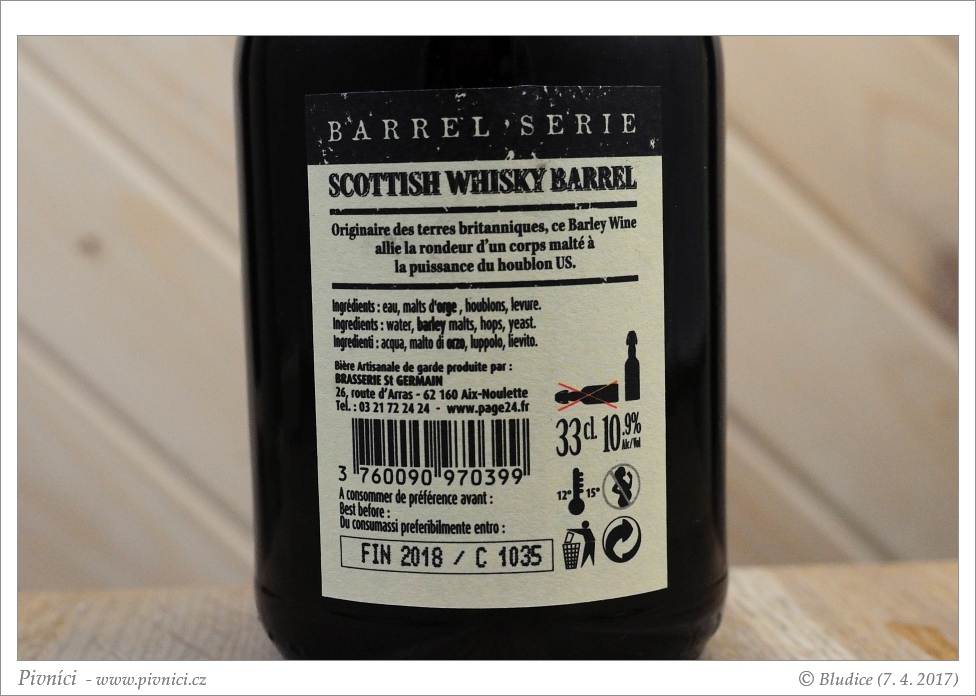 BARREL SERIE
SCOTTISH WHISKY BARREL
Originaire des terres britanniques, ce Barley Wine
allie la rondeur d'un corps malté à
la puissance du houblon US.
Ingrédients : eau, malts d'orge , houblons, levure.
Ingredients : water, barley malts, hops, yeast.
Ingredienti : acqua, malto di orzo, luppolo, lievito.
Bière Artisanale de garde produite par :
BRASSERIE St GERMAIN
26, route d'Arras - 62 160 Aix-Noulette
Tel. : 03 21 72 24 24 - www.page24.fr
33 cl 10.9% Alc/Vol
3 760090 970399
12° 15°
A consommer de préférence avant :
Best before :
Du consumassi preferibilmente entro :
FIN 2018 / C 1035
Pivníci - www.pivnici.cz
© Bludice (7. 4. 2017)